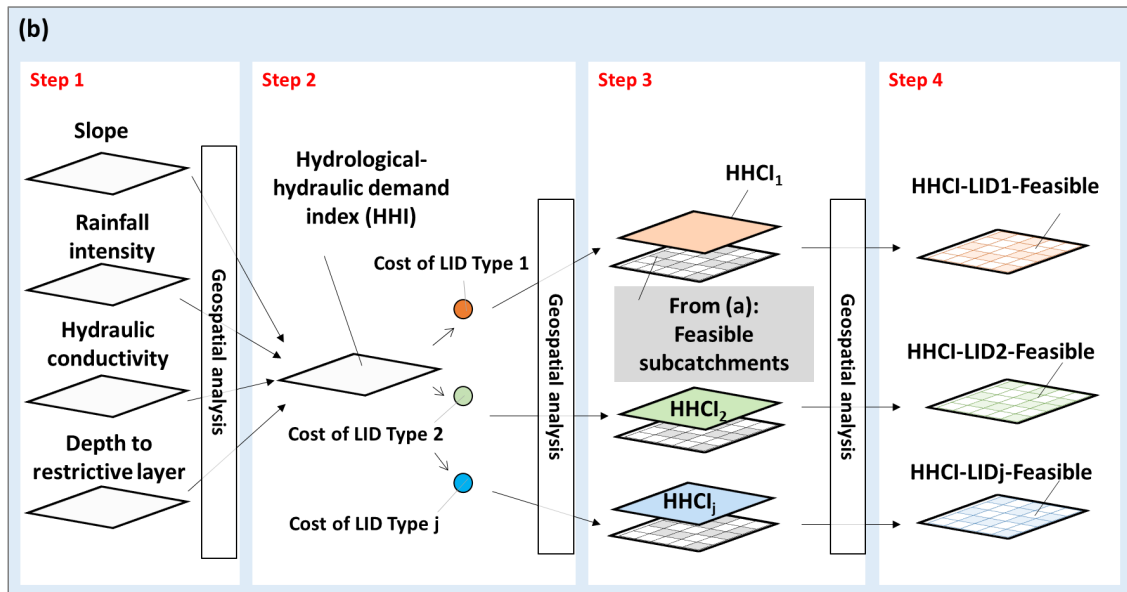 (b)
Step 1
Slope
Rainfall
intensity
Hydraulic
conductivity
Depth to
restrictive layer
Geospatial analysis
Step 2
Hydrological-
hydraulic demand
index (HHI)
Cost of LID Type 1
Cost of LID Type 2
Cost of LID Type j
Geospatial analysis
Step 3
HHCI₁
From (a):
Feasible
subcatchments
HHCI₂
HHCIⱼ
Geospatial analysis
Step 4
HHCI-LID1-Feasible
HHCI-LID2-Feasible
HHCI-LIDj-Feasible